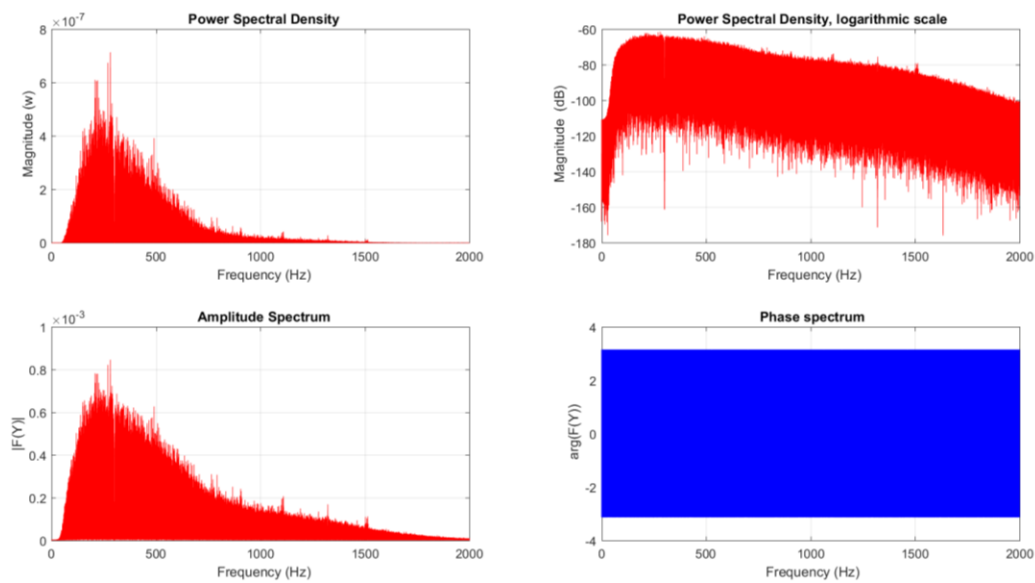 Power Spectral Density
×10⁻⁷
8
6
4
2
0
Magnitude (w)
0 500 1000 1500 2000
Frequency (Hz)
Power Spectral Density, logarithmic scale
-60
-80
-100
-120
-140
-160
-180
Magnitude (dB)
0 500 1000 1500 2000
Frequency (Hz)
Amplitude Spectrum
×10⁻³
1
0.8
0.6
0.4
0.2
0
|F(Y)|
0 500 1000 1500 2000
Frequency (Hz)
Phase spectrum
4
2
0
-2
-4
arg(F(Y))
0 500 1000 1500 2000
Frequency (Hz)